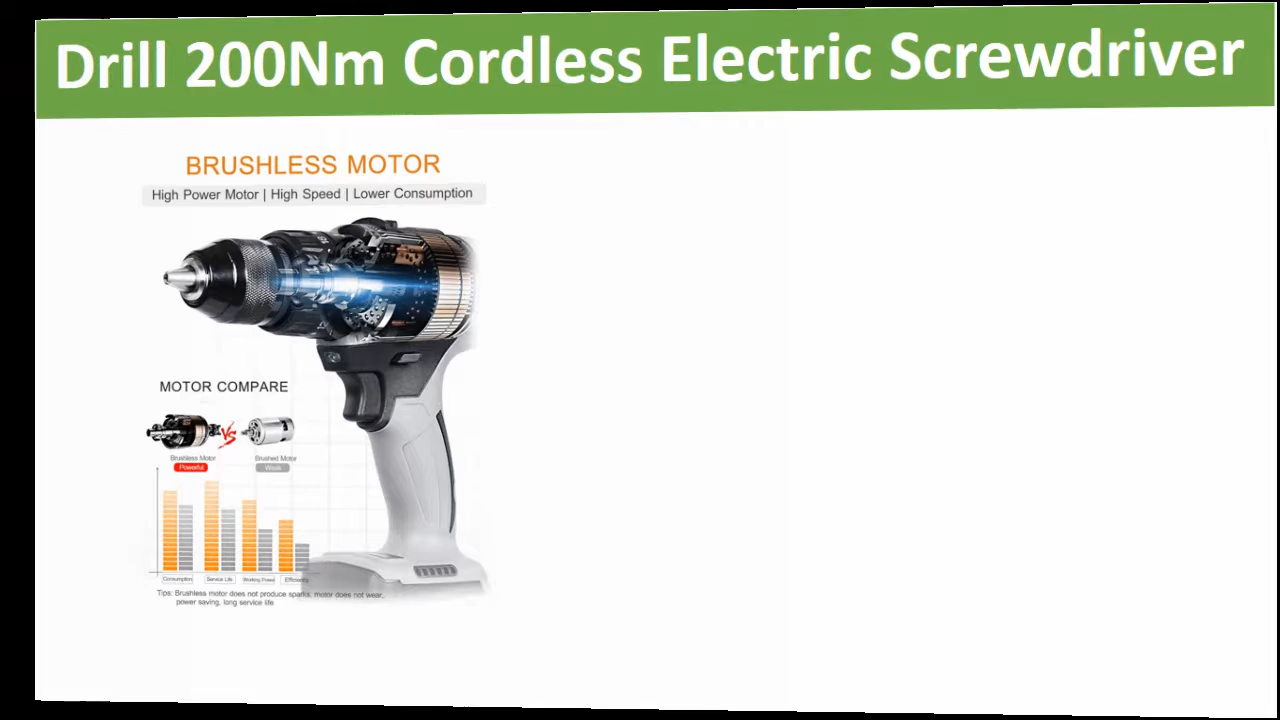 Drill 200Nm Cordless Electric Screwdriver
BRUSHLESS MOTOR
High Power Motor | High Speed | Lower Consumption
MOTOR COMPARE
VS
Brushless Motor
Brushed Motor
Powerful
Weak
Consumption
Service Life
Working Power
Efficiency
Tips: Brushless motor does not produce sparks, motor does not wear,
power saving, long service life